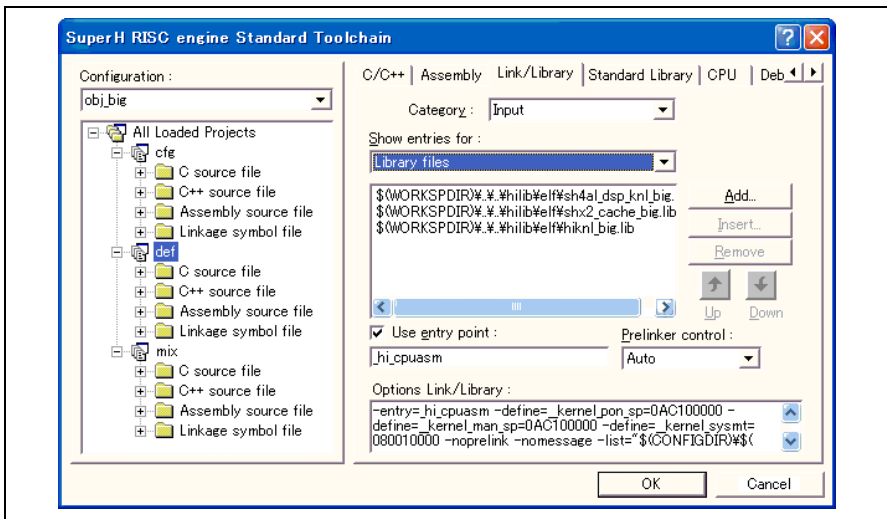 SuperH RISC engine Standard Toolchain
Configuration :
obj_big
All Loaded Projects
cfg
C source file
C++ source file
Assembly source file
Linkage symbol file
def
C source file
C++ source file
Assembly source file
Linkage symbol file
mix
C source file
C++ source file
Assembly source file
Linkage symbol file
C/C++ Assembly Link/Library Standard Library CPU Deb
Category : Input
Show entries for :
Library files
$(WORKSPDIR)¥.¥.¥hilib¥elf¥sh4al_dsp_knl_big.
$(WORKSPDIR)¥.¥.¥hilib¥elf¥shx2_cache_big.lib
$(WORKSPDIR)¥.¥.¥hilib¥elf¥hiknl_big.lib
Add...
Insert...
Remove
Up Down
Use entry point :
_hi_cpuasm
Prelinker control :
Auto
Options Link/Library :
-entry=_hi_cpuasm -define=_kernel_pon_sp=0AC100000 -
define=_kernel_man_sp=0AC100000 -define=_kernel_sysmt=
080010000 -noprelink -nomessage -list="$(CONFIGDIR)¥$(
OK Cancel